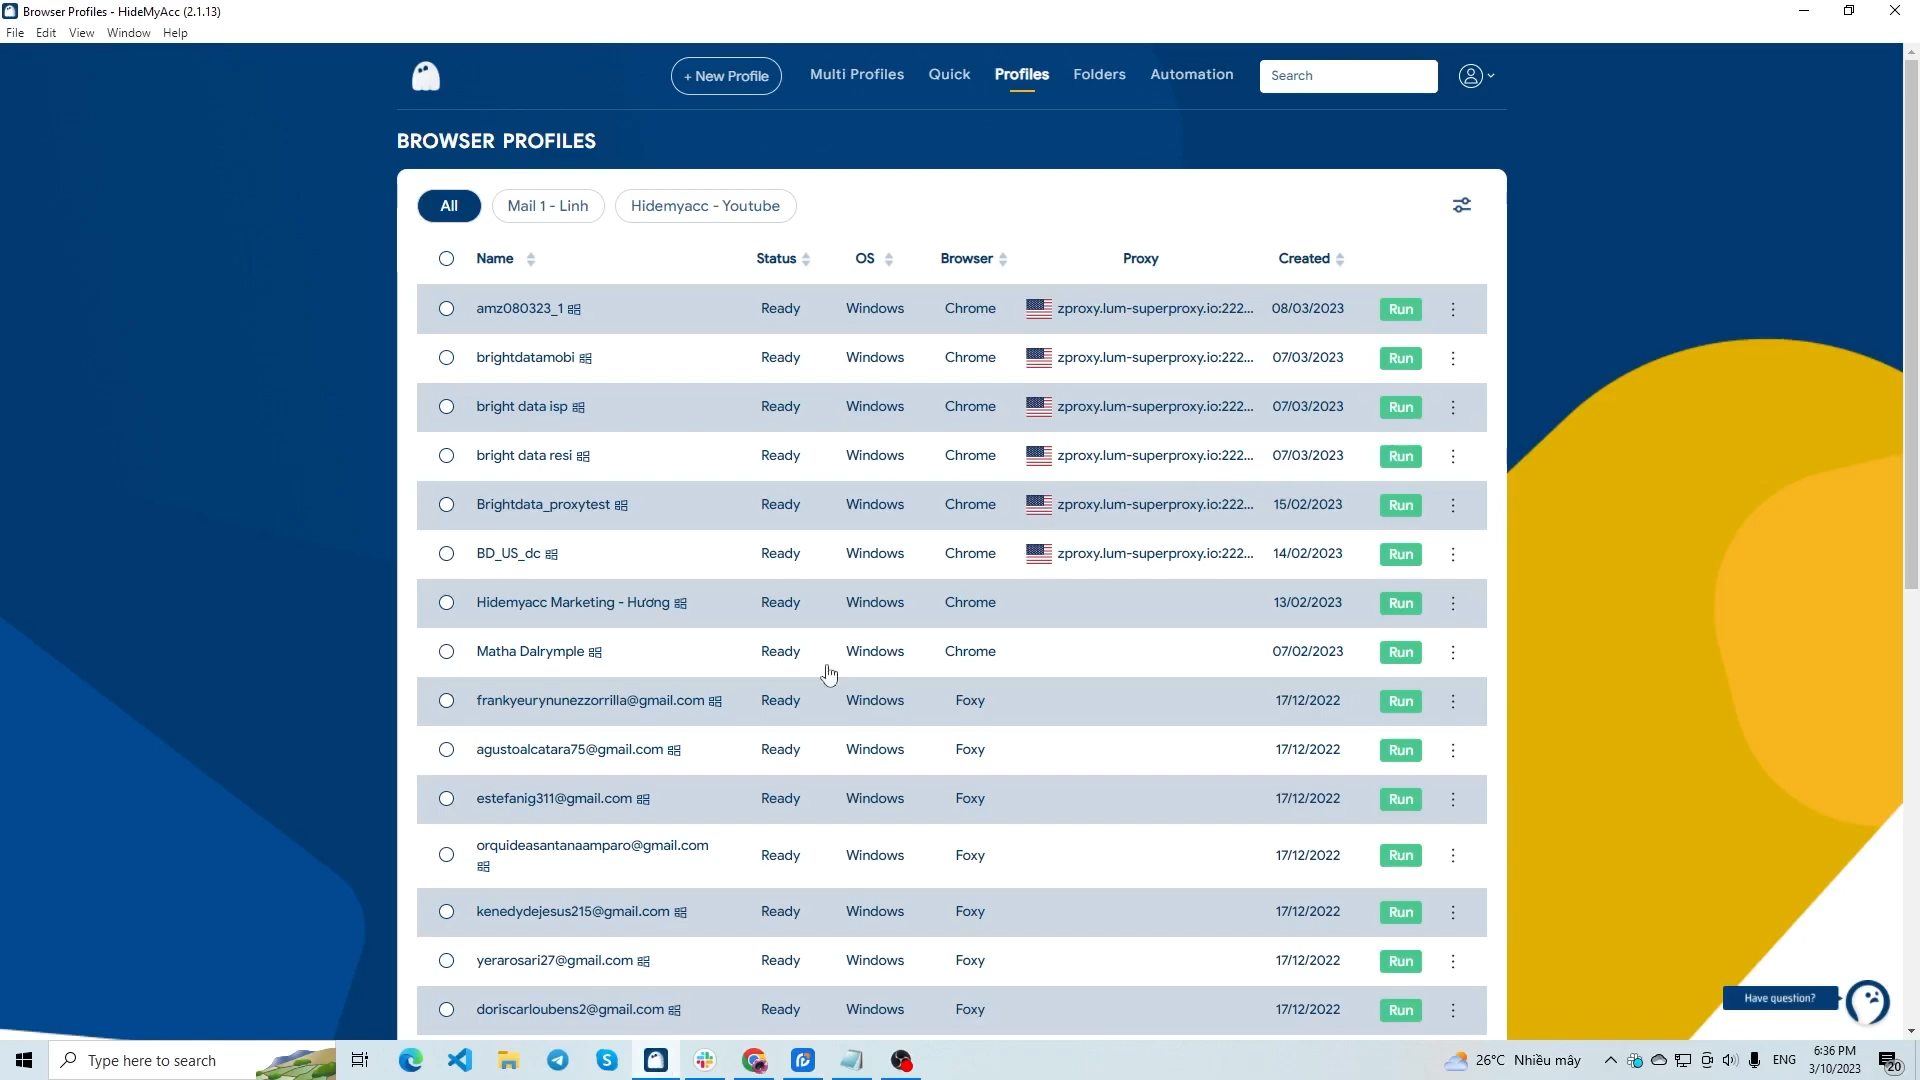 Browser Profiles - HideMyAcc (2.1.13)
File Edit View Window Help
+ New Profile Multi Profiles Quick Profiles Folders Automation Search
BROWSER PROFILES
All Mail 1 - Linh Hidemyacc - Youtube
Name Status OS Browser Proxy Created
amz080323_1 Ready Windows Chrome zproxy.lum-superproxy.io:222... 08/03/2023 Run
brightdatamobi Ready Windows Chrome zproxy.lum-superproxy.io:222... 07/03/2023 Run
bright data isp Ready Windows Chrome zproxy.lum-superproxy.io:222... 07/03/2023 Run
bright data resi Ready Windows Chrome zproxy.lum-superproxy.io:222... 07/03/2023 Run
Brightdata_proxytest Ready Windows Chrome zproxy.lum-superproxy.io:222... 15/02/2023 Run
BD_US_dc Ready Windows Chrome zproxy.lum-superproxy.io:222... 14/02/2023 Run
Hidemyacc Marketing - Hương Ready Windows Chrome 13/02/2023 Run
Matha Dalrymple Ready Windows Chrome 07/02/2023 Run
frankyeurynunezzorrilla@gmail.com Ready Windows Foxy 17/12/2022 Run
agustoalcatara75@gmail.com Ready Windows Foxy 17/12/2022 Run
estefanig311@gmail.com Ready Windows Foxy 17/12/2022 Run
orquideasantanaamparo@gmail.com Ready Windows Foxy 17/12/2022 Run
kenedydejesus215@gmail.com Ready Windows Foxy 17/12/2022 Run
yerarosari27@gmail.com Ready Windows Foxy 17/12/2022 Run
doriscarloubens2@gmail.com Ready Windows Foxy 17/12/2022 Run
Have question?
Type here to search 26°C Nhiều mây ENG 6:36 PM
3/10/2023 20